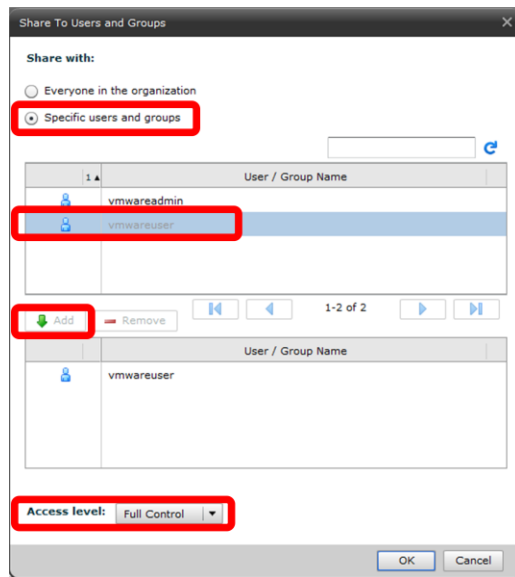 Share To Users and Groups
Share with:
Everyone in the organization
Specific users and groups
1 User / Group Name
vmwareadmin
vmwareuser
Add Remove 1-2 of 2
User / Group Name
vmwareuser
Access level: Full Control
OK Cancel